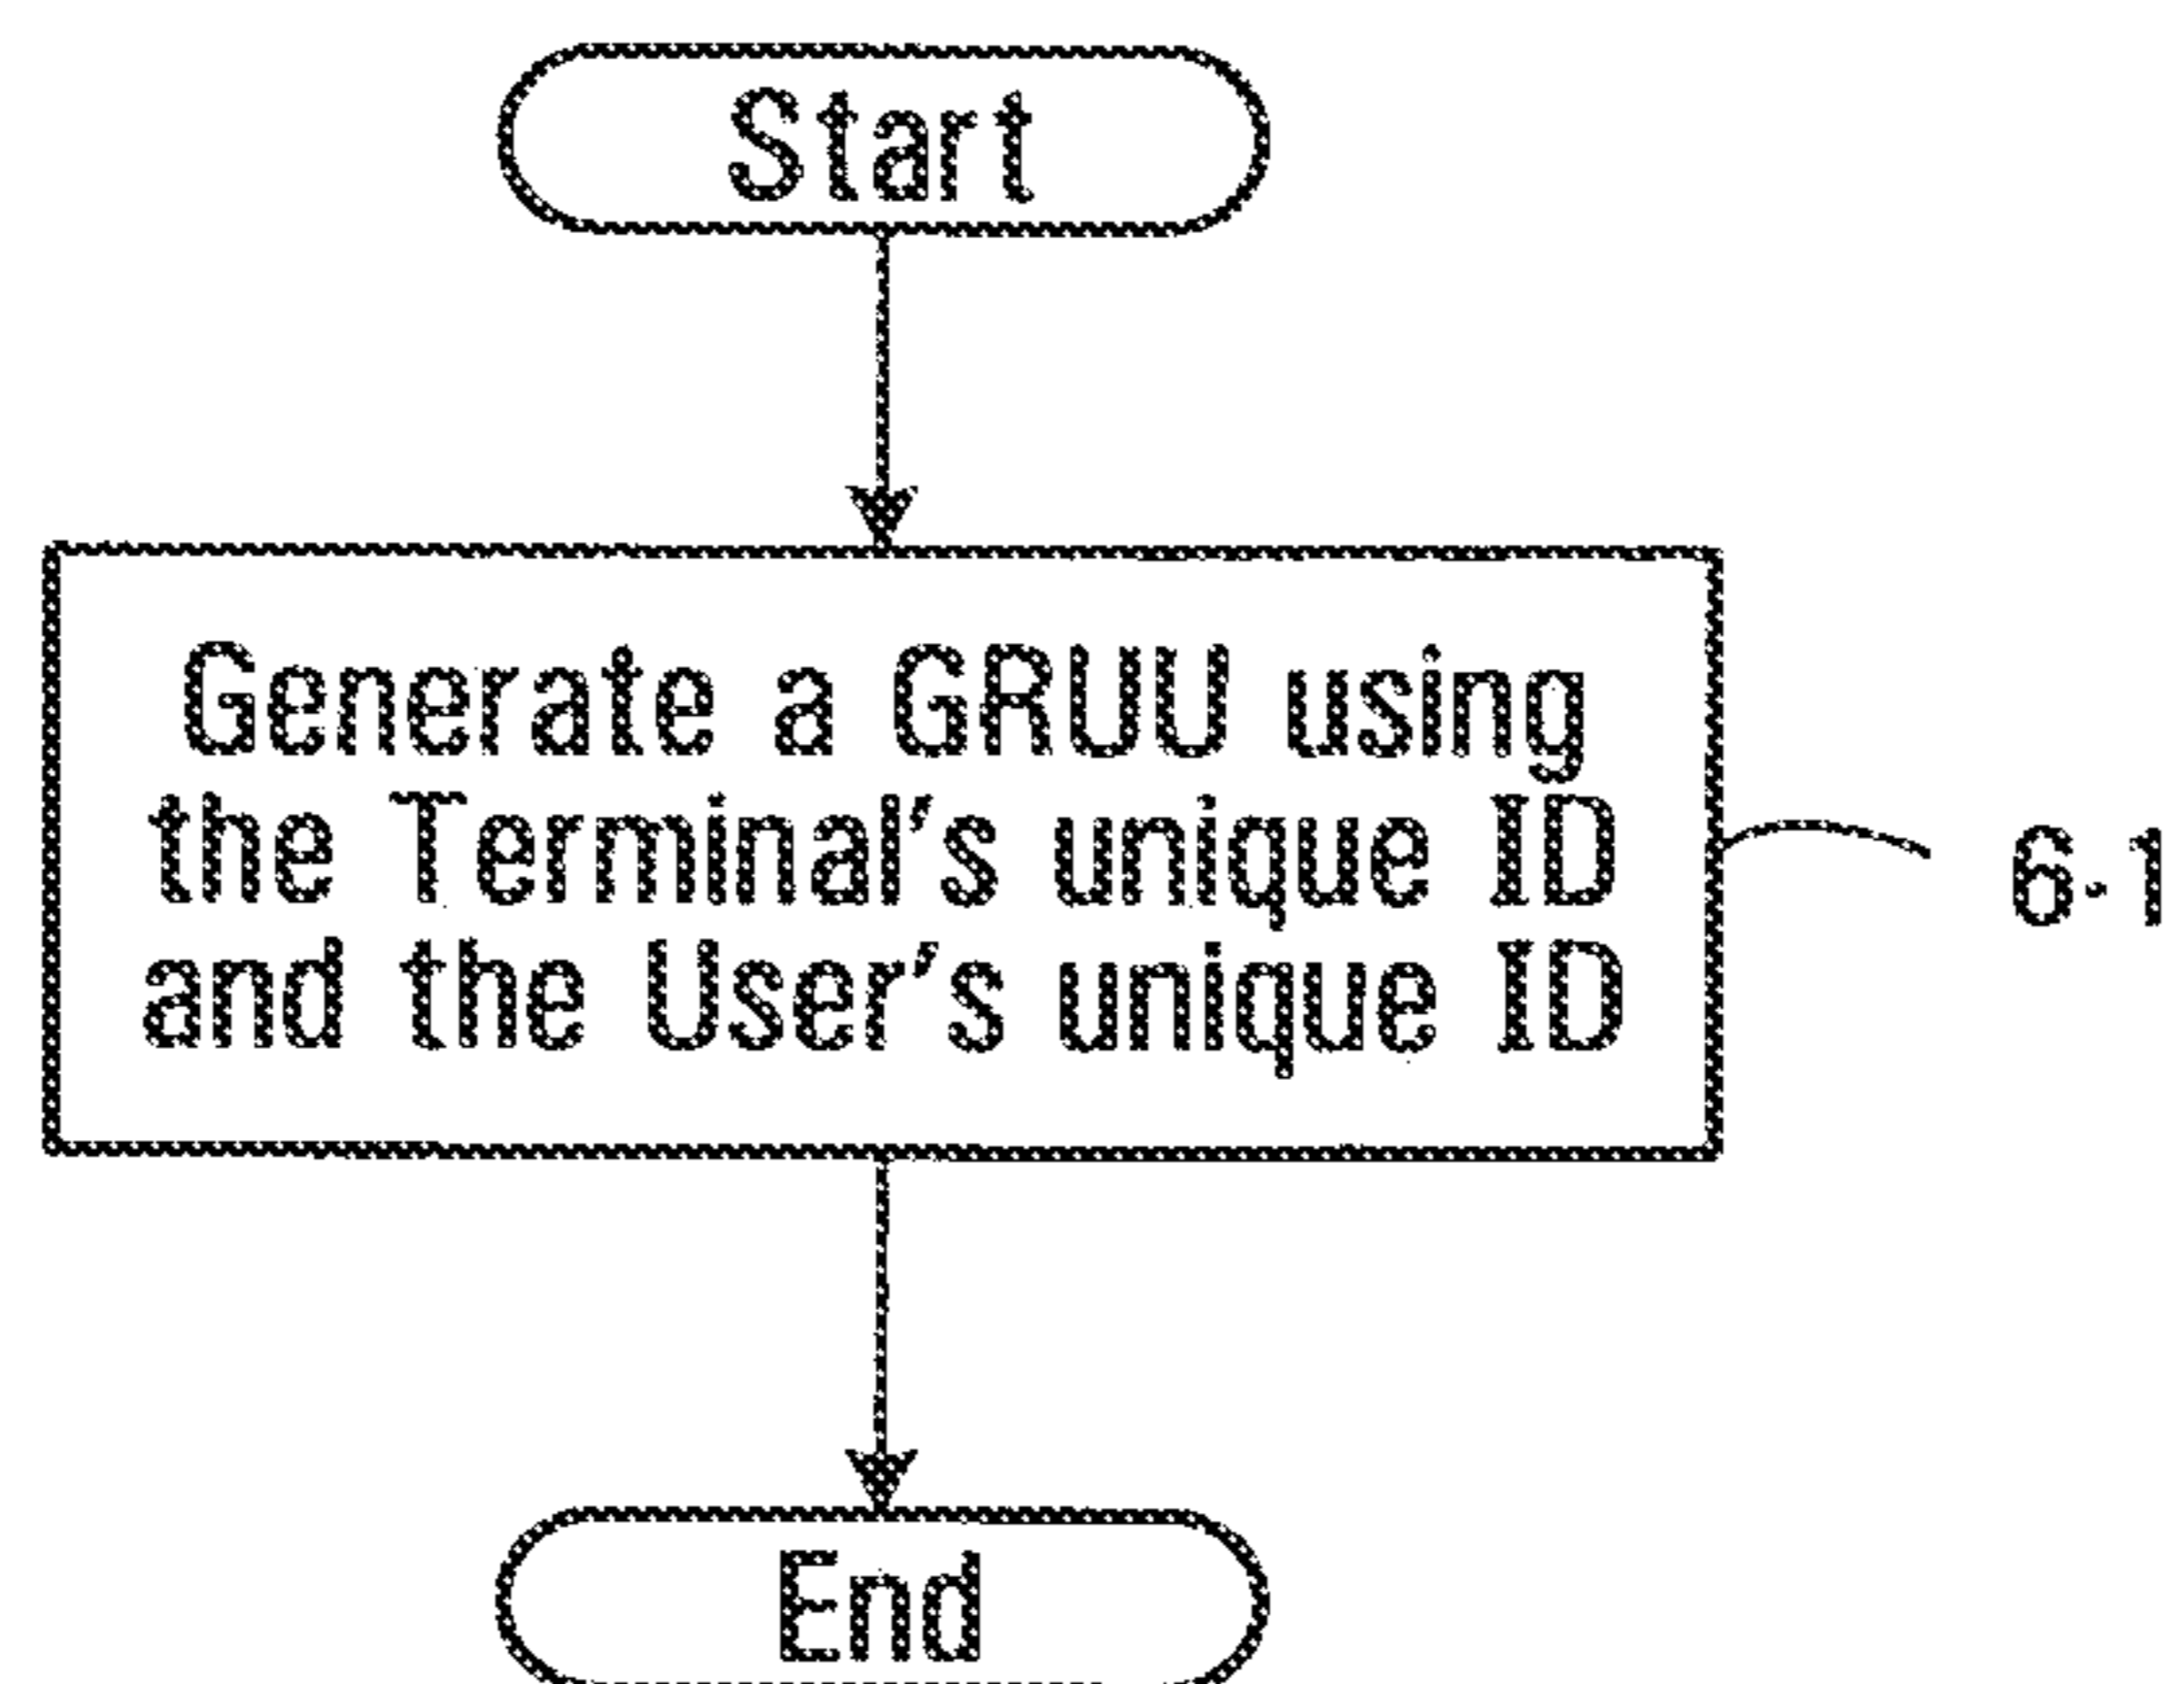 Start
Generate a GRUU using
the Terminal's unique ID
and the User's unique ID
6-1
End